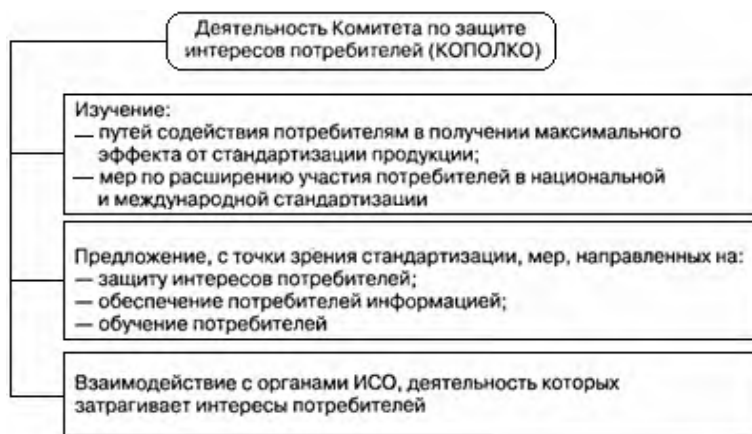 Деятельность Комитета по защите
интересов потребителей (КОПОЛКО)
Изучение:
— путей содействия потребителям в получении максимального
эффекта от стандартизации продукции;
— мер по расширению участия потребителей в национальной
и международной стандартизации
Предложение, с точки зрения стандартизации, мер, направленных на:
— защиту интересов потребителей;
— обеспечение потребителей информацией;
— обучение потребителей
Взаимодействие с органами ИСО, деятельность которых
затрагивает интересы потребителей